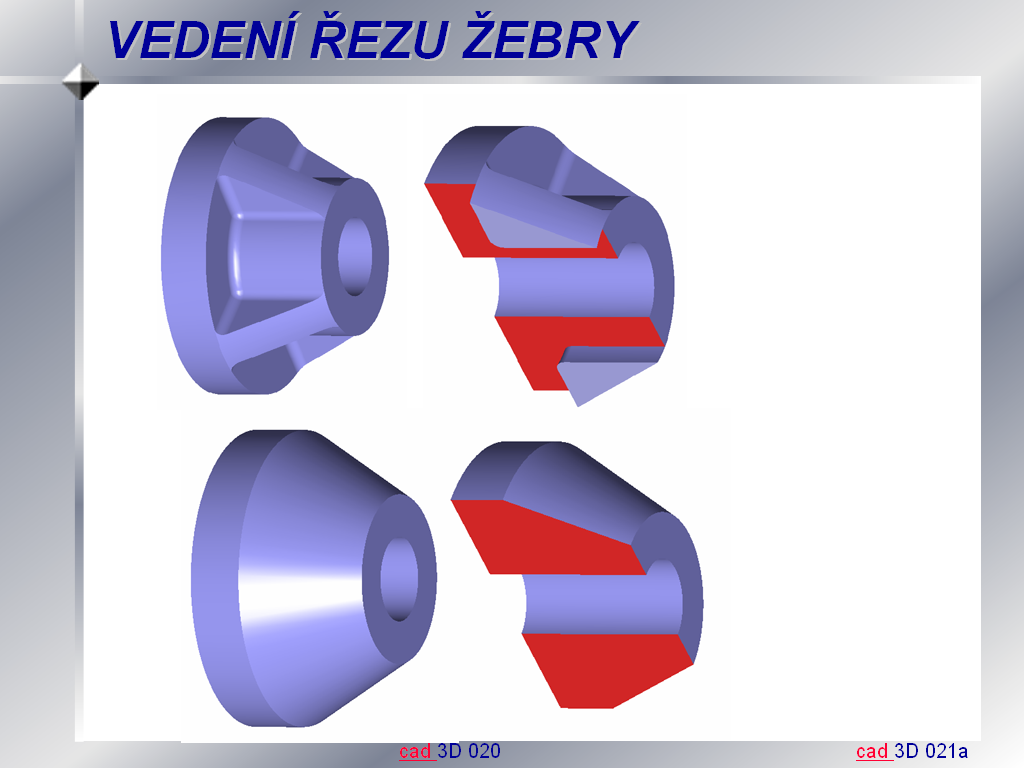 VEDENÍ ŘEZU ŽEBRY
cad 3D 020
cad 3D 021a